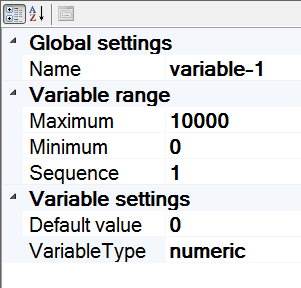 Global settings
Name variable-1
Variable range
Maximum 10000
Minimum 0
Sequence 1
Variable settings
Default value 0
VariableType numeric